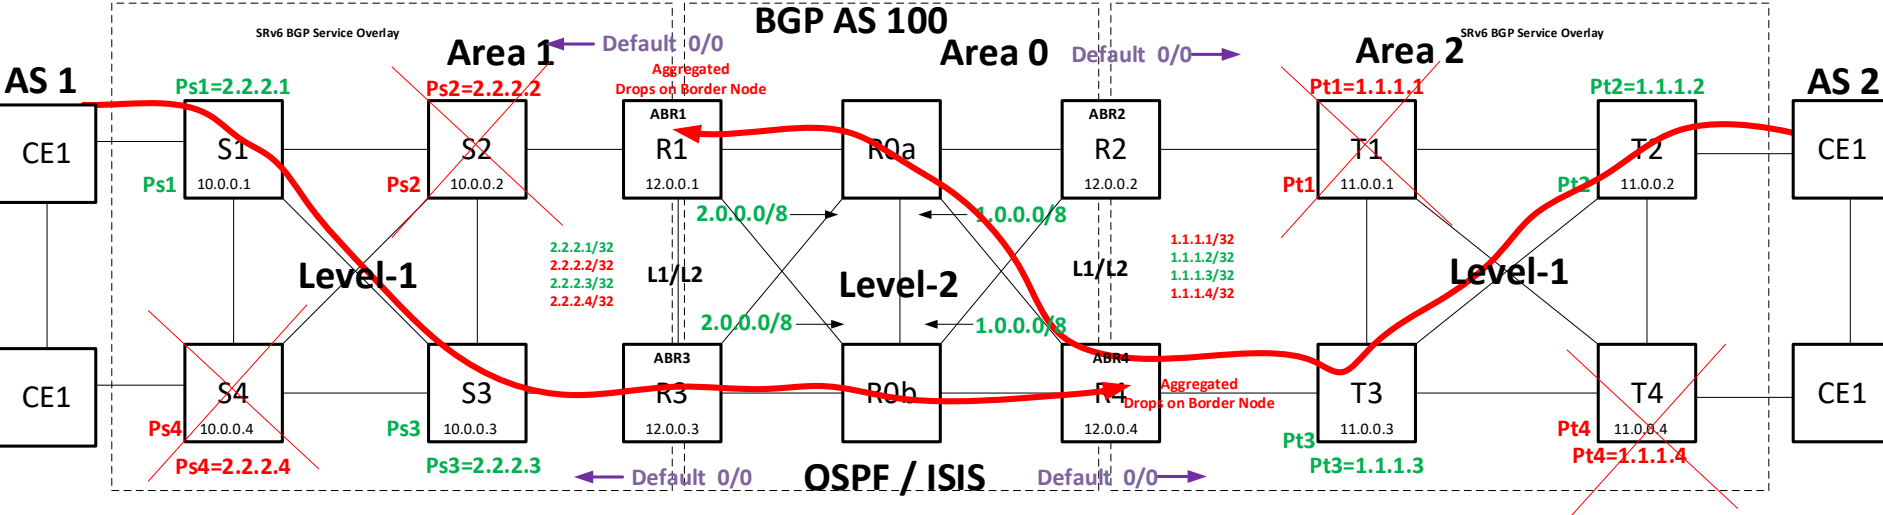 BGP AS 100
SRv6 BGP Service Overlay
SRv6 BGP Service Overlay
Default 0/0
Default 0/0
Area 1
Area 0
Area 2
AS 1
AS 2
Aggregated
Drops on Border Node
Ps1=2.2.2.1
Ps2=2.2.2.2
Pt1=1.1.1.1
Pt2=1.1.1.2
CE1
S1
10.0.0.1
Ps1
S2
10.0.0.2
Ps2
ABR1
R1
12.0.0.1
R0a
ABR2
R2
12.0.0.2
T1
11.0.0.1
Pt1
T2
11.0.0.2
Pt2
CE1
2.0.0.0/8
1.0.0.0/8
2.2.2.1/32
2.2.2.2/32
2.2.2.3/32
2.2.2.4/32
1.1.1.1/32
1.1.1.2/32
1.1.1.3/32
1.1.1.4/32
Level-1
L1/L2
Level-2
L1/L2
Level-1
2.0.0.0/8
1.0.0.0/8
CE1
S4
10.0.0.4
Ps4
S3
10.0.0.3
Ps3
ABR3
R3
12.0.0.3
R0b
ABR4
R4
12.0.0.4
Aggregated
Drops on Border Node
T3
11.0.0.3
Pt3
T4
11.0.0.4
Pt4
CE1
Ps4=2.2.2.4
Ps3=2.2.2.3
Pt3=1.1.1.3
Pt4=1.1.1.4
Default 0/0
OSPF / ISIS
Default 0/0